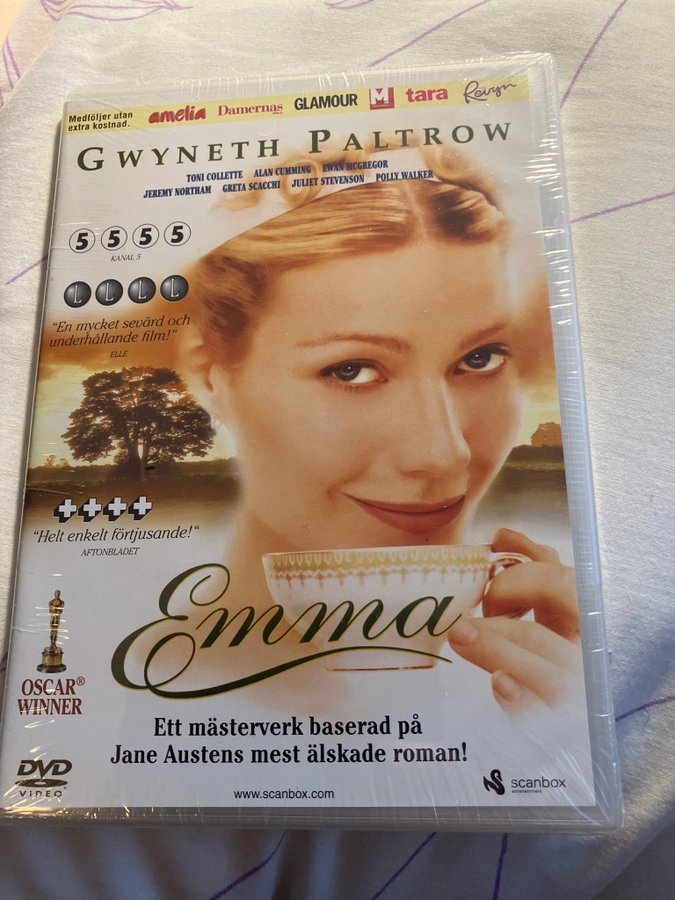 Medföljer utan
extra kostnad.
amelia Damernas GLAMOUR M tara Revyn
GWYNETH PALTROW
TONI COLLETTE ALAN CUMMING EWAN MCGREGOR
JEREMY NORTHAM GRETA SCACCHI JULIET STEVENSON POLLY WALKER
5 5 5 5
KANAL 5
L L L L
"En mycket sevärd och
underhållande film!"
ELLE
++++
"Helt enkelt förtjusande!"
AFTONBLADET
Emma
OSCAR®
WINNER
Ett mästerverk baserad på
Jane Austens mest älskade roman!
DVD
VIDEO
www.scanbox.com
scanbox
entertainment